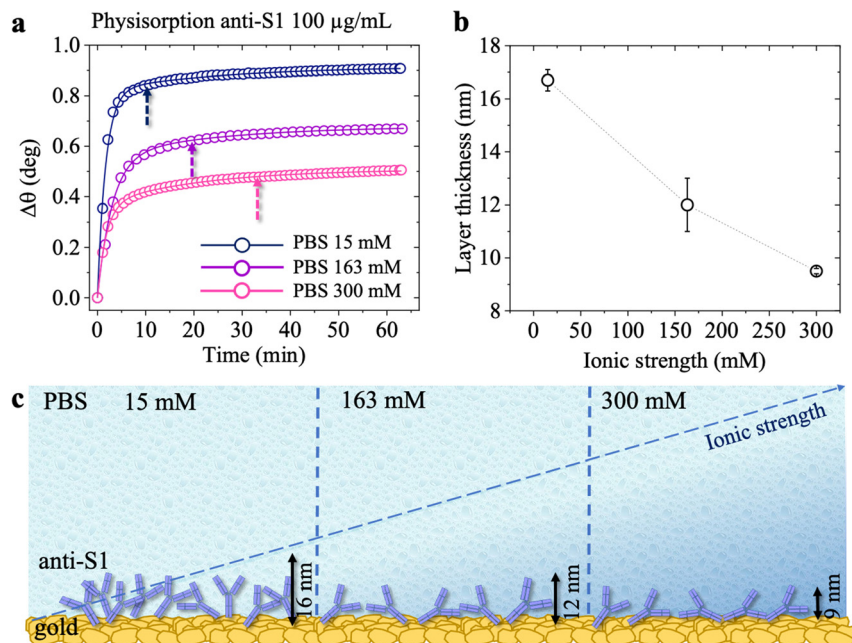 a
Physisorption anti-S1 100 µg/mL
1.0
0.8
0.6
0.4
0.2
0.0
Δθ (deg)
PBS 15 mM
PBS 163 mM
PBS 300 mM
0 10 20 30 40 50 60 70
Time (min)
b
18
16
14
12
10
8
Layer thickness (nm)
0 50 100 150 200 250 300
Ionic strength (mM)
c
PBS 15 mM 163 mM 300 mM
Ionic strength
anti-S1
gold
16 nm
12 nm
9 nm